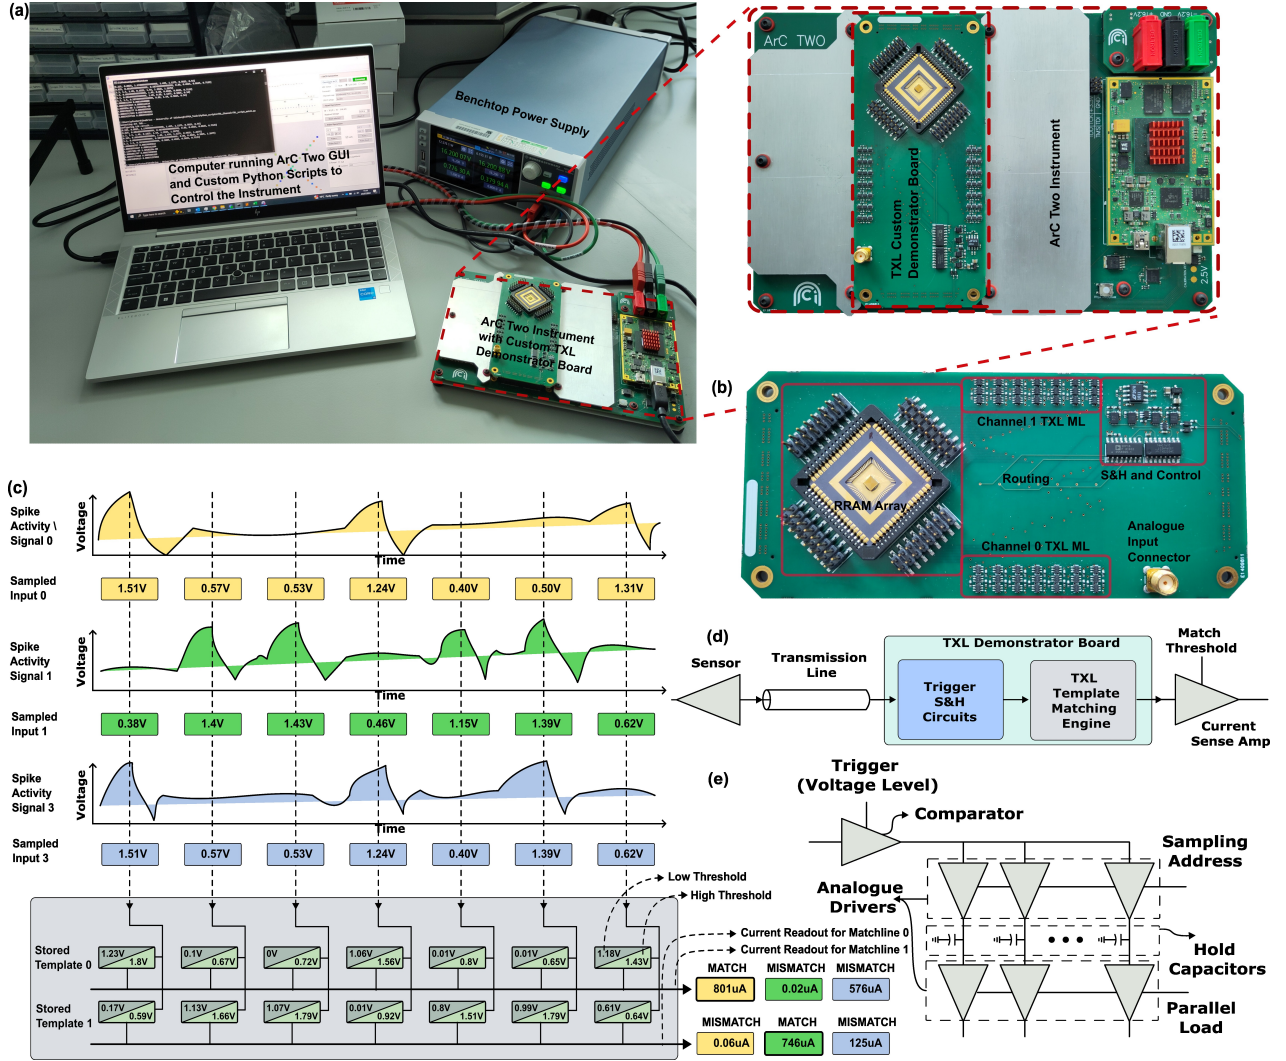 (a)
Computer running ArC Two GUI
and Custom Python Scripts to
Control the Instrument
Benchtop Power Supply
ArC Two Instrument
with Custom TXL
Demonstrator Board
ArC TWO
TXL Custom
Demonstrator Board
ArC Two Instrument
2.5V
(b)
Channel 1 TXL ML
S&H and Control
Routing
RRAM Array
Channel 0 TXL ML
Analogue
Input
Connector
(c)
Spike
Activity \
Signal 0
Voltage
Time
Sampled
Input 0
1.51V 0.57V 0.53V 1.24V 0.40V 0.50V 1.31V
Spike
Activity
Signal 1
Voltage
Time
Sampled
Input 1
0.38V 1.4V 1.43V 0.46V 1.15V 1.39V 0.62V
Spike
Activity
Signal 3
Voltage
Time
Sampled
Input 3
1.51V 0.57V 0.53V 1.24V 0.40V 1.39V 0.62V
Low Threshold
High Threshold
Stored
Template 0
1.23V 0.1V 0V 1.06V 0.01V 0.01V 1.18V
1.8V 0.67V 0.72V 1.56V 0.8V 0.65V 1.43V
Current Readout for Matchline 0
Current Readout for Matchline 1
MATCH MISMATCH MISMATCH
801uA 0.02uA 576uA
Stored
Template 1
0.17V 1.13V 1.07V 0.01V 0.8V 0.99V 0.61V
0.59V 1.66V 1.79V 0.92V 1.51V 1.79V 0.64V
MISMATCH MATCH MISMATCH
0.06uA 746uA 125uA
(d)
Sensor
Transmission
Line
TXL Demonstrator Board
Trigger
S&H
Circuits
TXL
Template
Matching
Engine
Match
Threshold
Current
Sense Amp
(e)
Trigger
(Voltage Level)
Comparator
Sampling
Address
Analogue
Drivers
Hold
Capacitors
Parallel
Load